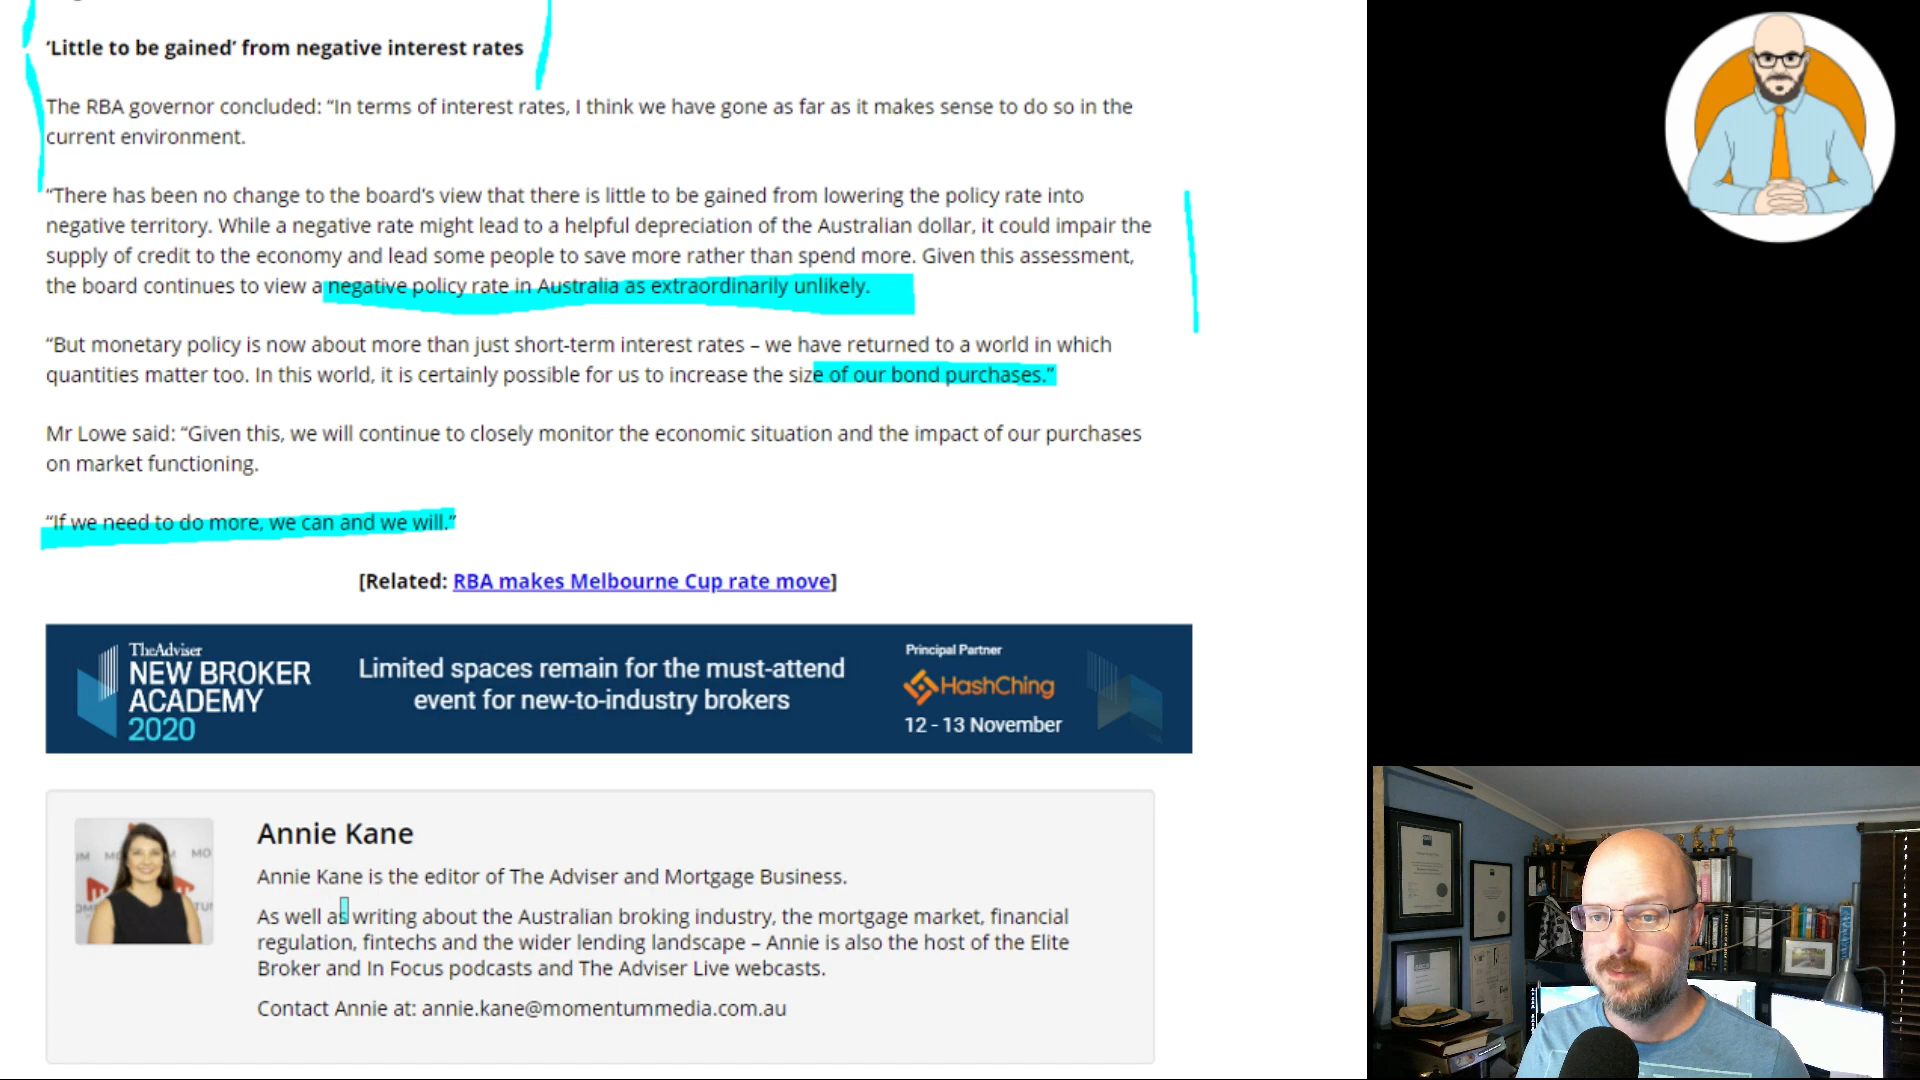 ‘Little to be gained’ from negative interest rates
The RBA governor concluded: “In terms of interest rates, I think we have gone as far as it makes sense to do so in the
current environment.
“There has been no change to the board’s view that there is little to be gained from lowering the policy rate into
negative territory. While a negative rate might lead to a helpful depreciation of the Australian dollar, it could impair the
supply of credit to the economy and lead some people to save more rather than spend more. Given this assessment,
the board continues to view a negative policy rate in Australia as extraordinarily unlikely.
“But monetary policy is now about more than just short-term interest rates – we have returned to a world in which
quantities matter too. In this world, it is certainly possible for us to increase the size of our bond purchases.”
Mr Lowe said: “Given this, we will continue to closely monitor the economic situation and the impact of our purchases
on market functioning.
“If we need to do more, we can and we will.”
[Related: RBA makes Melbourne Cup rate move]
TheAdviser
NEW BROKER
ACADEMY
2020
Limited spaces remain for the must-attend
event for new-to-industry brokers
Principal Partner
HashChing
12 - 13 November
Annie Kane
Annie Kane is the editor of The Adviser and Mortgage Business.
As well as writing about the Australian broking industry, the mortgage market, financial
regulation, fintechs and the wider lending landscape – Annie is also the host of the Elite
Broker and In Focus podcasts and The Adviser Live webcasts.
Contact Annie at: annie.kane@momentummedia.com.au